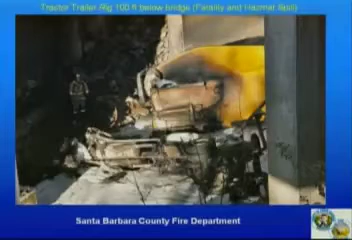 Tractor Trailer Rig 100 ft below bridge (Fatality and Hazmat Spill)
Santa Barbara County Fire Department